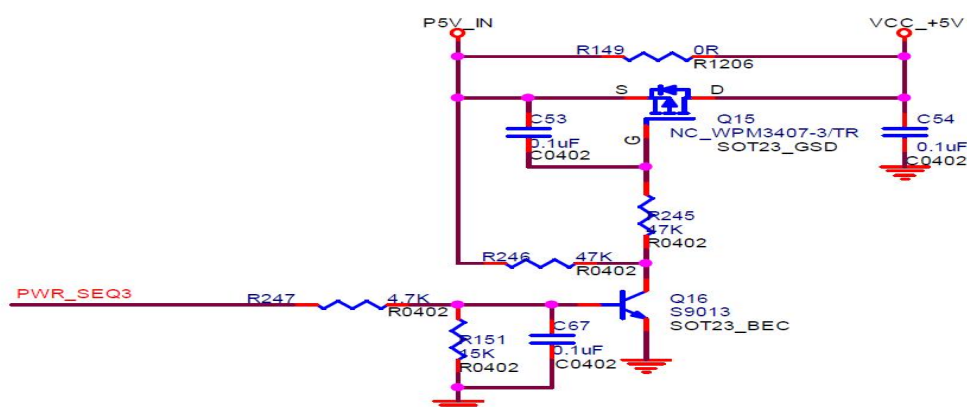 P5V_IN VCC_+5V
R149 0R
R1206
S D
C53 Q15 C54
0.1uF G NC_WPM3407-3/TR 0.1uF
C0402 SOT23_GSD C0402
R245
47K
R246 47K R0402
R0402
PWR_SEQ3 R247 4.7K Q16
R0402 S9013
C67 SOT23_BEC
R151 0.1uF
15K C0402
R0402